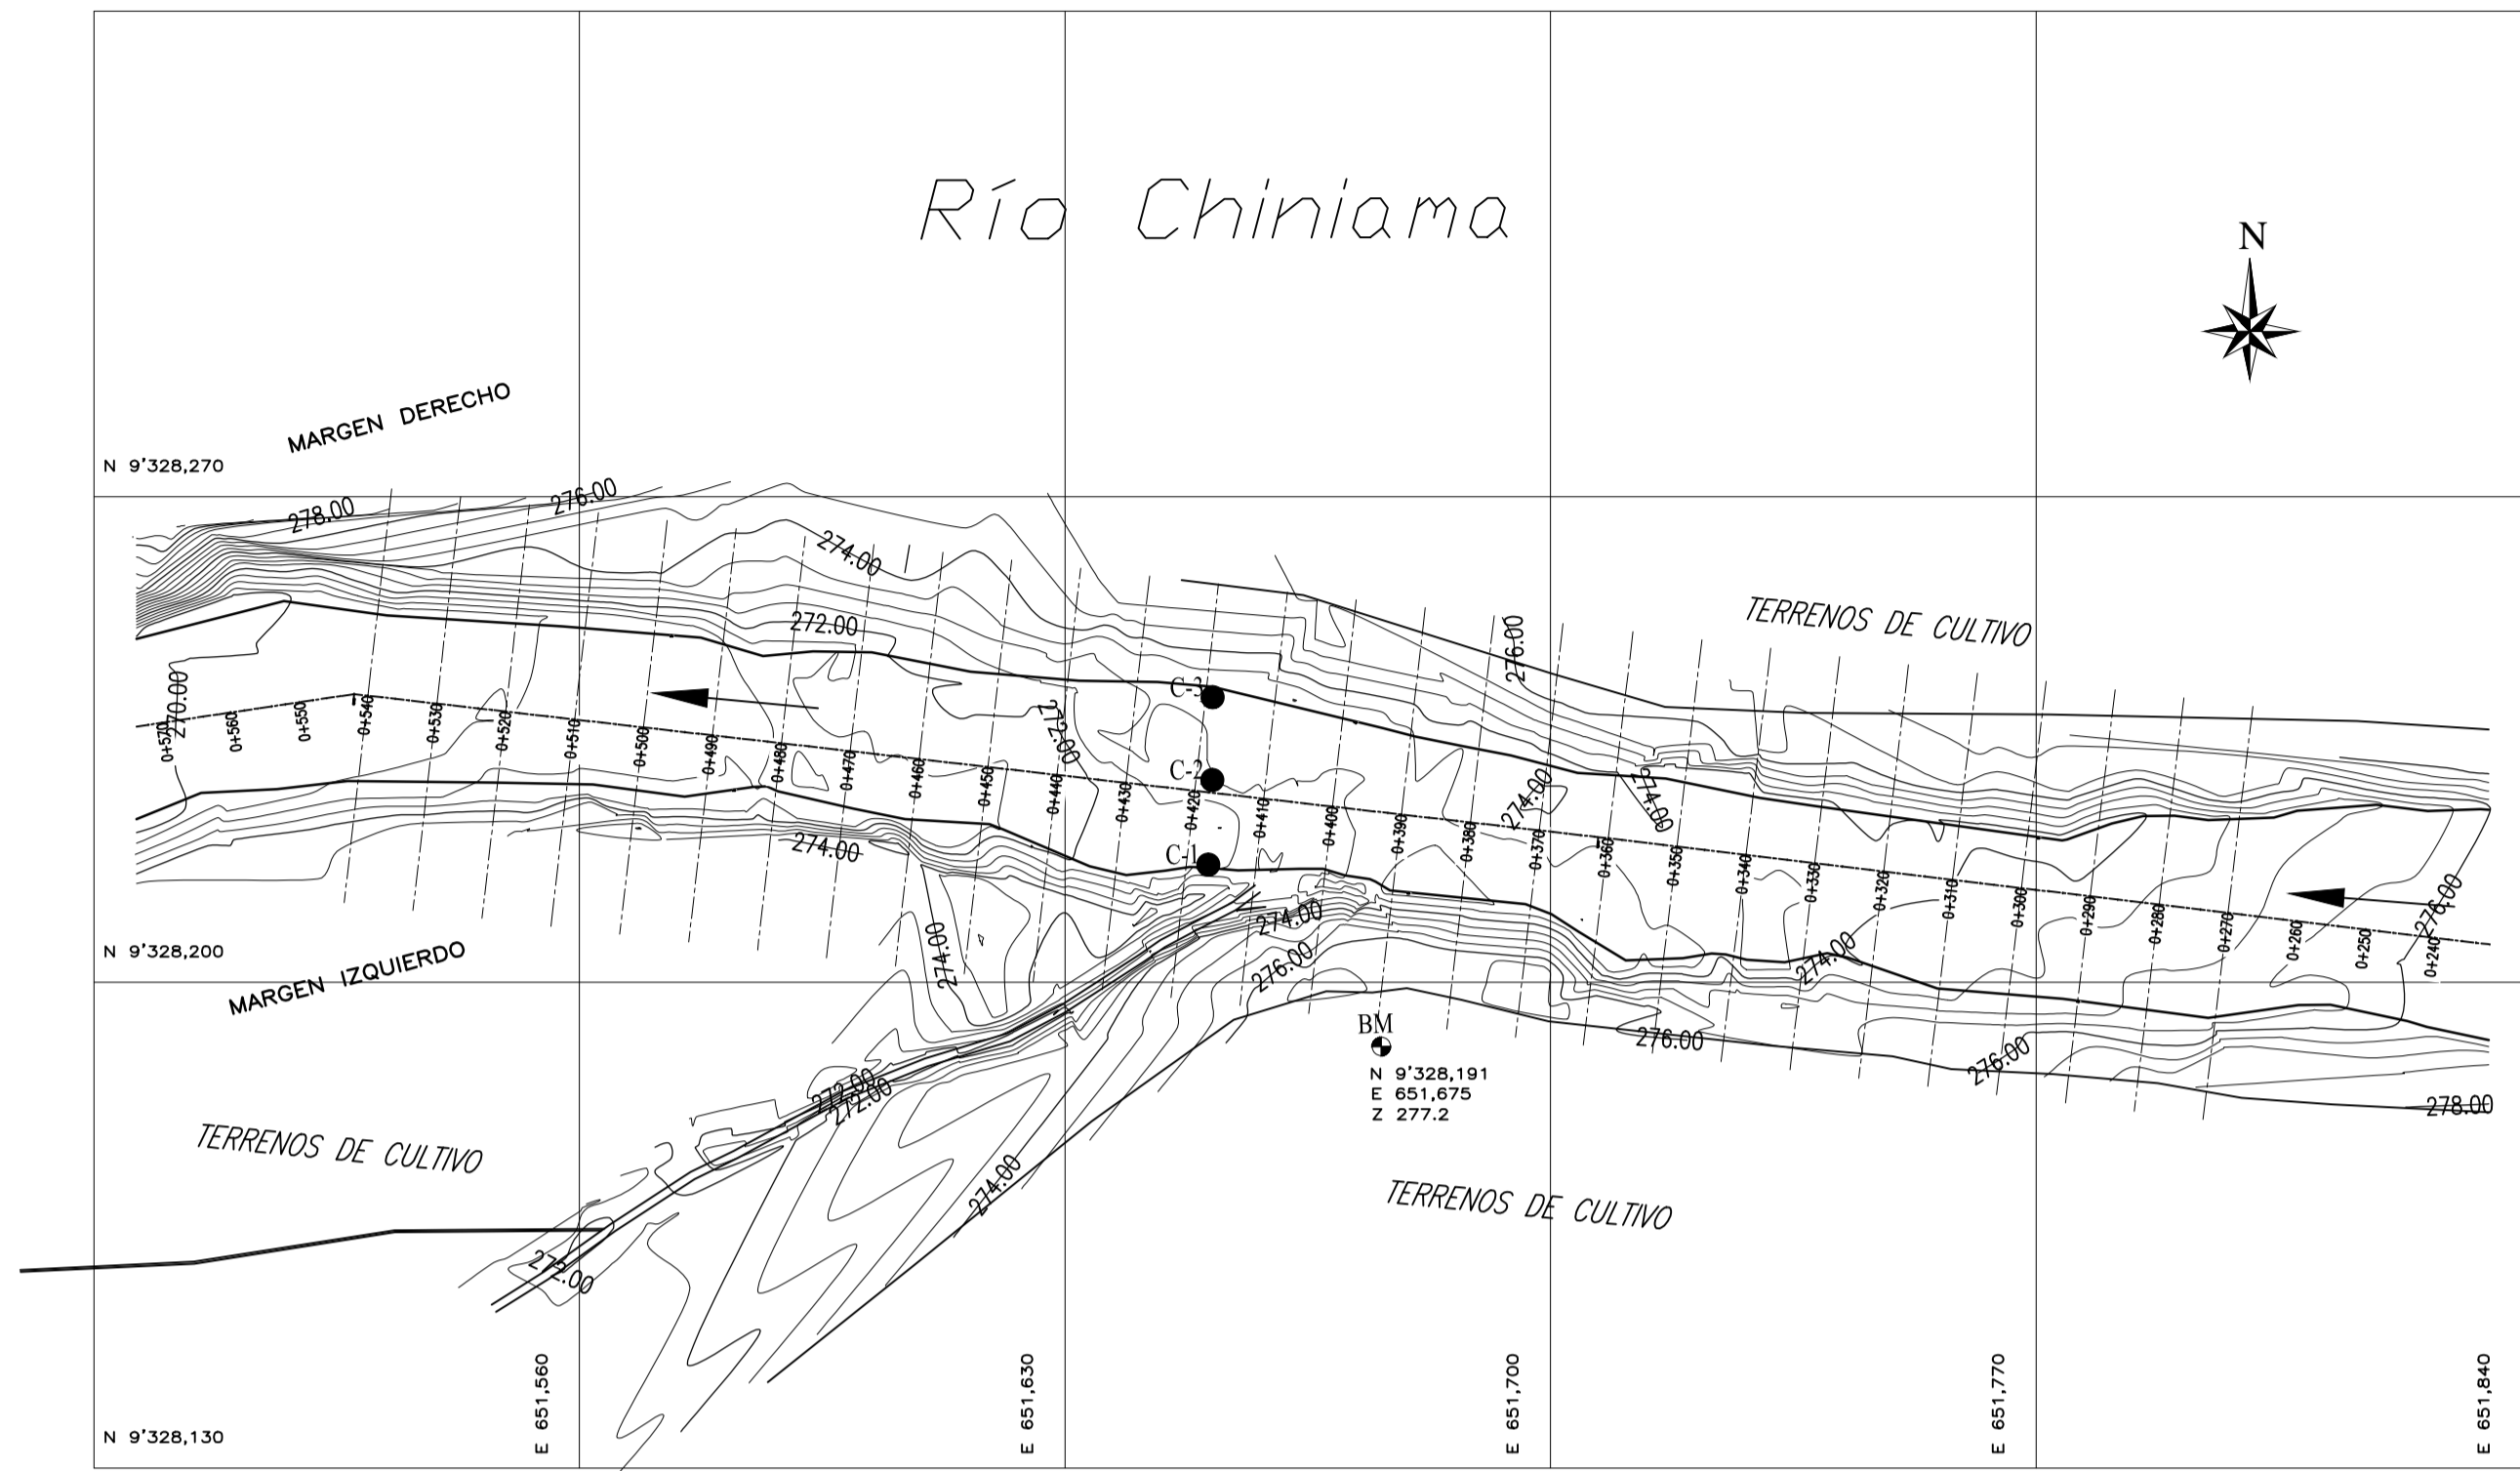 Río Chiniama
N
MARGEN DERECHO
N 9'328,270
278.00
276.00
274.00
272.00
276.00
TERRENOS DE CULTIVO
270.00
272.00
C-3
C-2
C-1
274.00
274.00
0+570
0+560
0+550
0+540
0+530
0+520
0+510
0+500
0+490
0+480
0+470
0+460
0+450
0+440
0+430
0+420
0+410
0+400
0+390
0+380
0+370
0+360
0+350
0+340
0+330
0+320
0+310
0+300
0+290
0+280
0+270
0+260
0+250
0+240
274.00
274.00
274.00
276.00
274.00
276.00
N 9'328,200
MARGEN IZQUIERDO
BM
N 9'328,191
E 651,675
Z 277.2
276.00
276.00
278.00
272.00
272.00
TERRENOS DE CULTIVO
274.00
TERRENOS DE CULTIVO
272.00
E 651,560
E 651,630
E 651,700
E 651,770
E 651,840
N 9'328,130